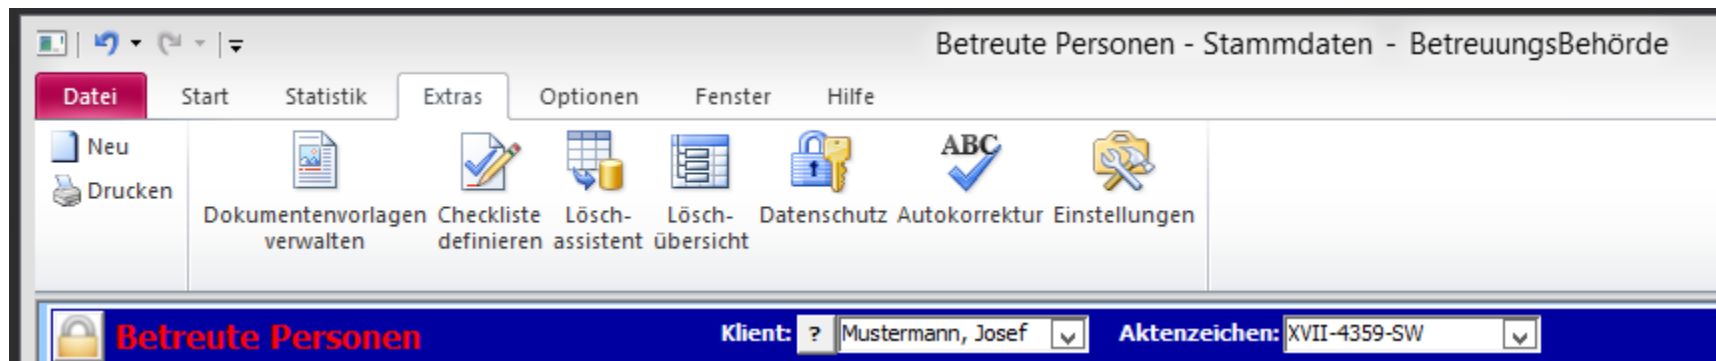 Betreute Personen - Stammdaten - BetreuungsBehörde
Datei Start Statistik Extras Optionen Fenster Hilfe
Neu
Drucken
Dokumentenvorlagen verwalten
Checkliste definieren
Lösch-assistent
Lösch-übersicht
Datenschutz
ABC
Autokorrektur
Einstellungen
Betreute Personen Klient: ? Mustermann, Josef Aktenzeichen: XVII-4359-SW